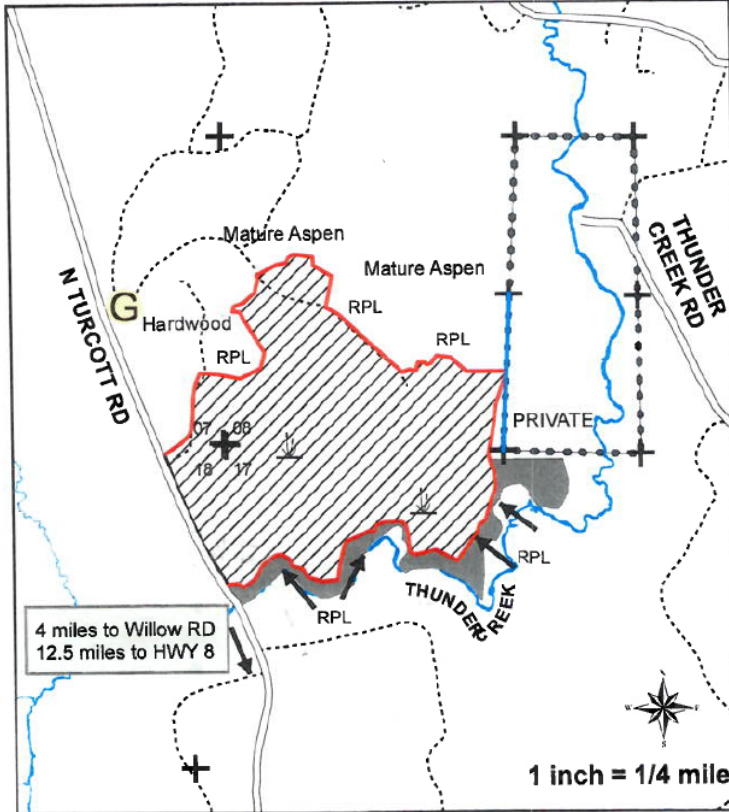 Mature Aspen
Mature Aspen
THUNDER
CREEK RD
G
Hardwood
RPL
RPL
RPL
N TURCOTT RD
07 08
18 17
PRIVATE
RPL
RPL
THUNDER
CREEK
4 miles to Willow RD
12.5 miles to HWY 8
N
W E
S
1 inch = 1/4 mile